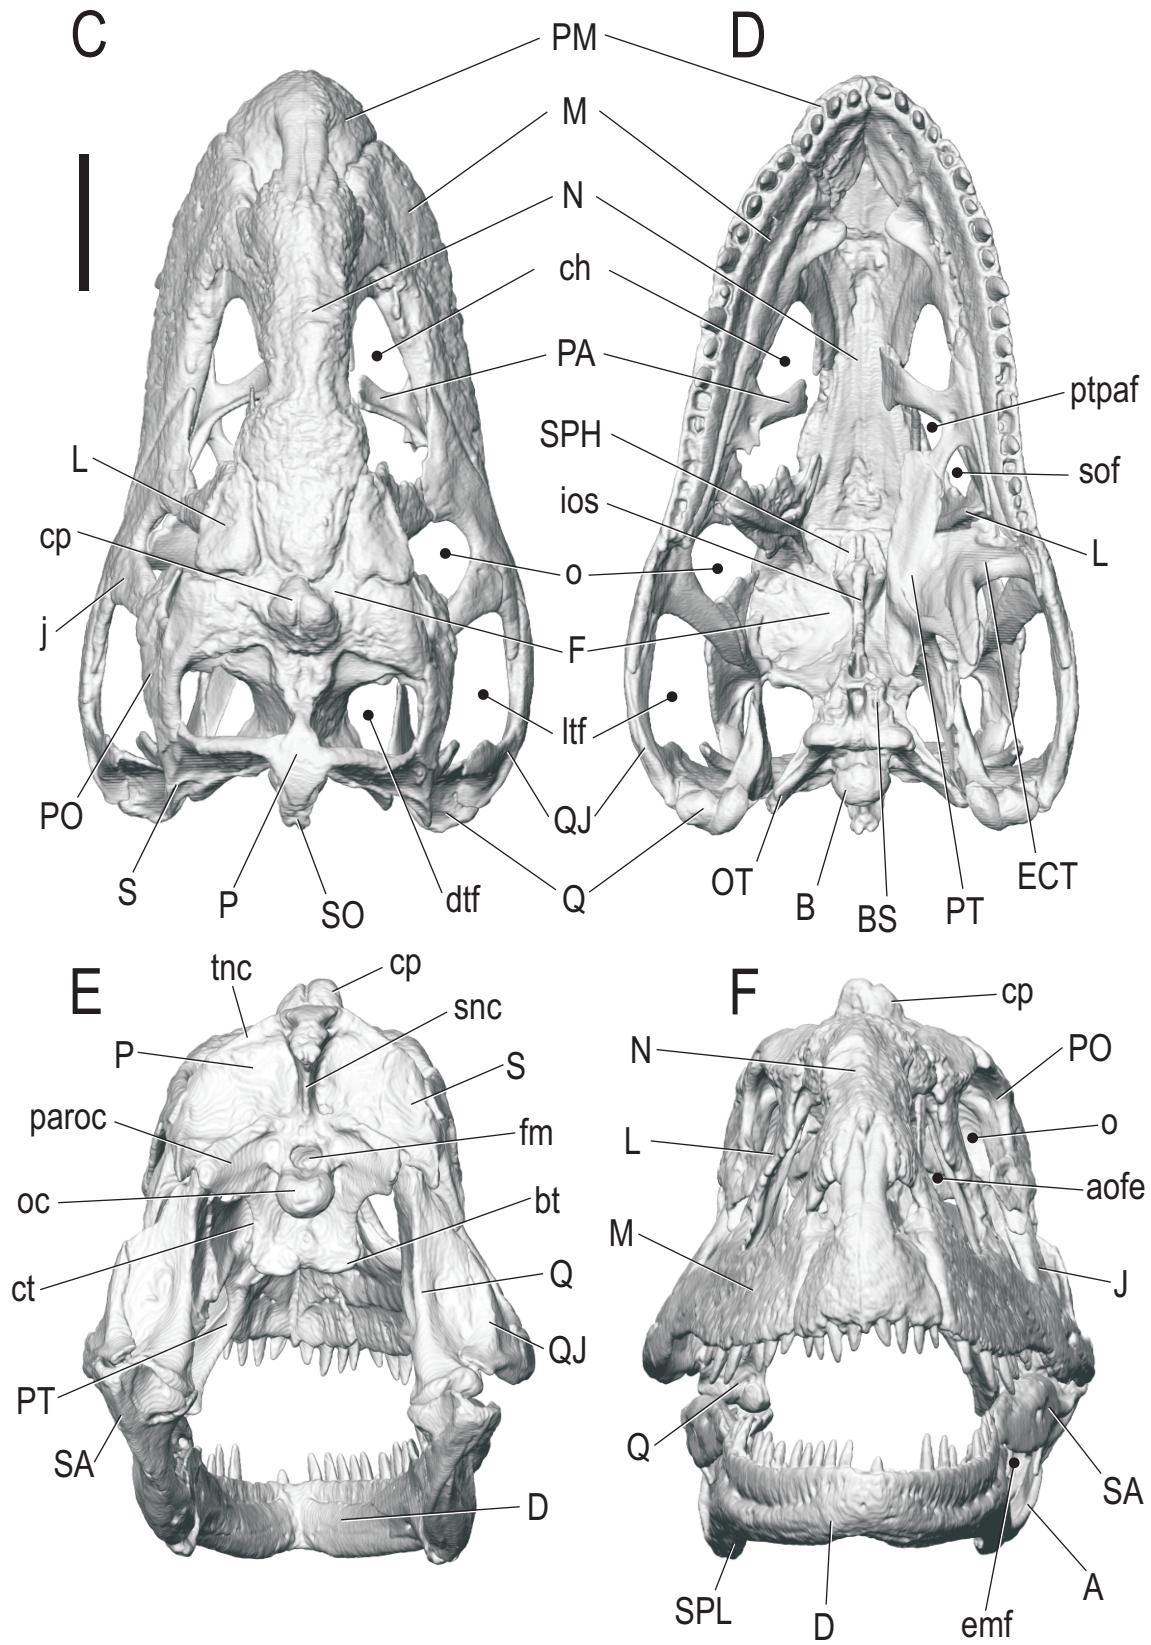 C
D
PM
M
N
ch
PA
ptpaf
SPH
sof
L
ios
cp
o
L
j
F
ltf
PO
QJ
S
P
SO
dtf
Q
OT
B
BS
PT
ECT
E
tnc
cp
snc
F
cp
P
S
N
PO
paroc
fm
L
o
oc
bt
aofe
ct
Q
M
J
QJ
PT
SA
Q
SA
D
A
SPL
D
emf